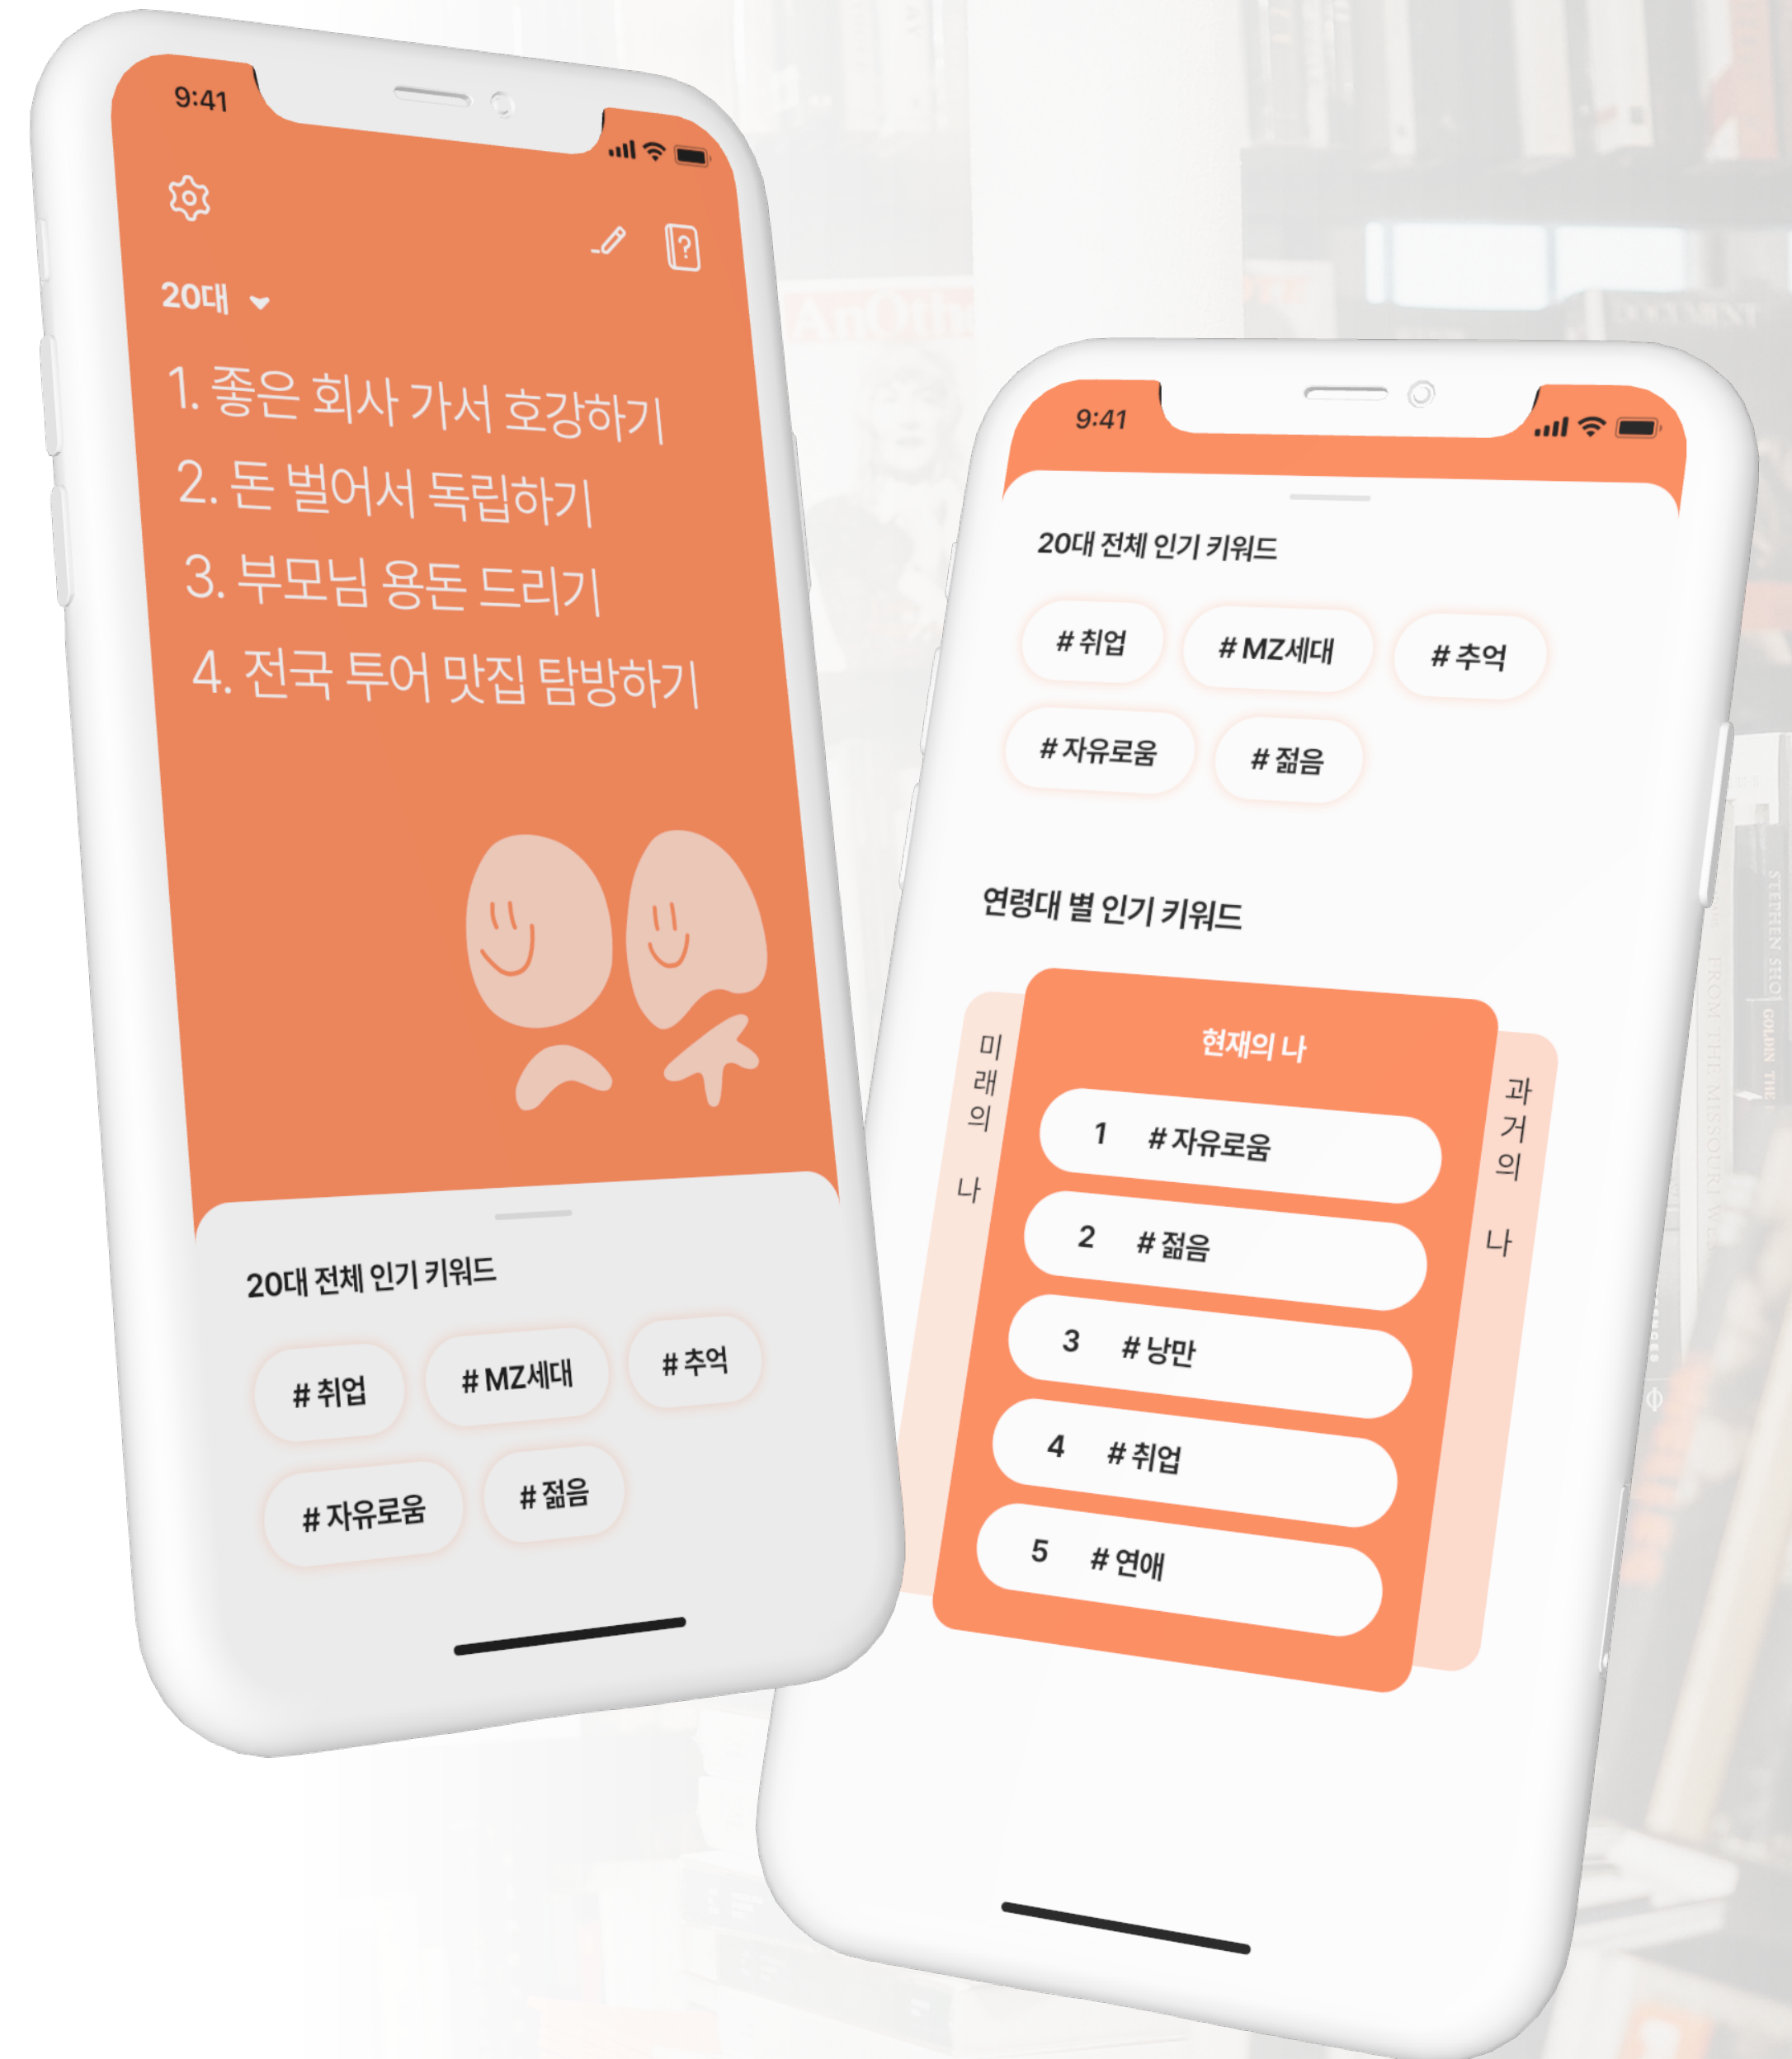 9:41
20대
1. 좋은 회사 가서 호강하기
2. 돈 벌어서 독립하기
3. 부모님 용돈 드리기
4. 전국 투어 맛집 탐방하기
20대 전체 인기 키워드
# 취업
# MZ세대
# 추억
# 자유로움
# 젊음
9:41
20대 전체 인기 키워드
# 취업
# MZ세대
# 추억
# 자유로움
# 젊음
연령대 별 인기 키워드
미래의 나
현재의 나
1 # 자유로움
2 # 젊음
3 # 낭만
4 # 취업
5 # 연애
과거의 나
DOCUMENT